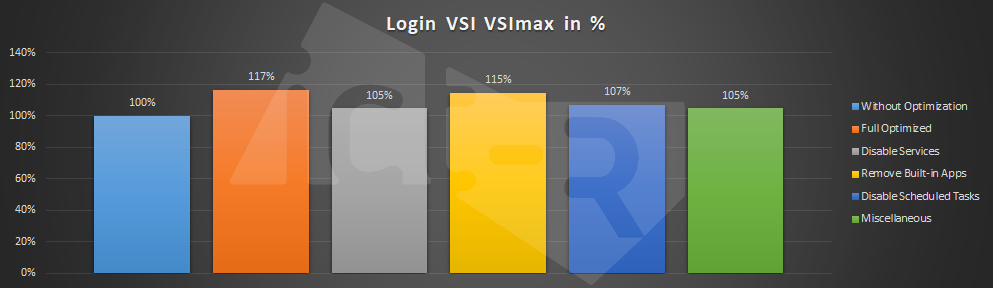 Login VSI VSImax in %
140%
120%
100%
80%
60%
40%
20%
0%
100%
117%
105%
115%
107%
105%
Without Optimization
Full Optimized
Disable Services
Remove Built-in Apps
Disable Scheduled Tasks
Miscellaneous